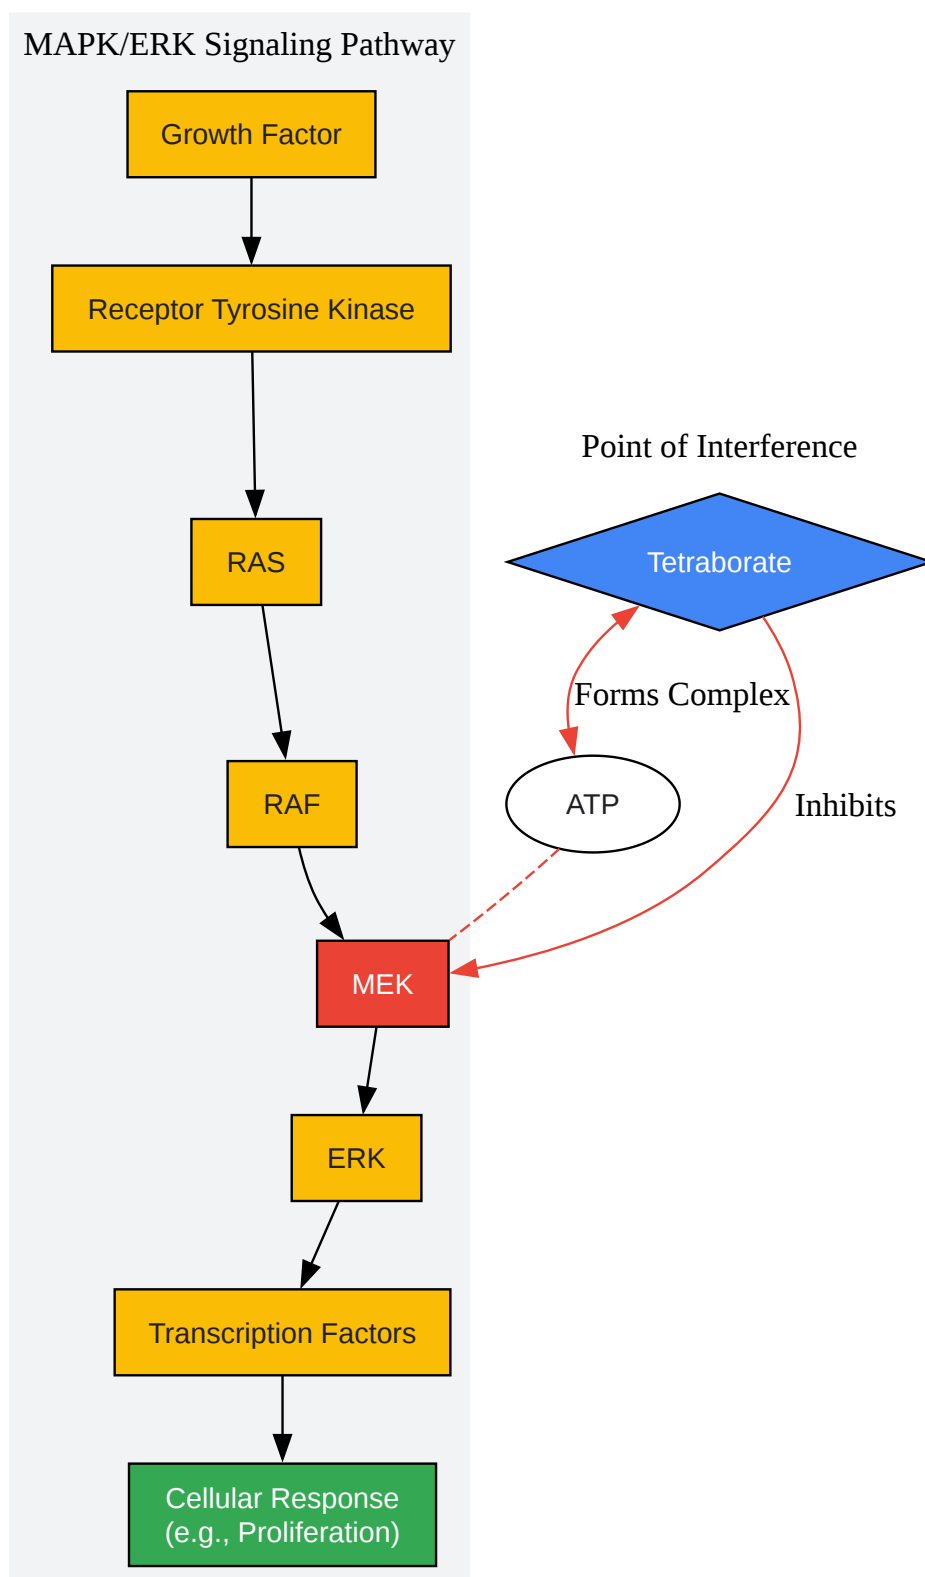 MAPK/ERK Signaling Pathway
Growth Factor
Receptor Tyrosine Kinase
Point of Interference
RAS
Tetraborate
Forms Complex
RAF
ATP
Inhibits
MEK
ERK
Transcription Factors
Cellular Response
(e.g., Proliferation)